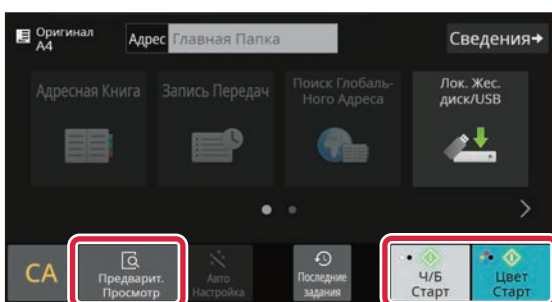 Оригинал
A4
Адрес Главная Папка
Сведения
Адресная Книга
Запись Передач
Поиск Глобаль-
Ного Адреса
Лок. Жес.
диск/USB
CA
Предварит.
Просмотр
Авто
Настройка
Последние
задания
Ч/Б
Старт
Цвет
Старт